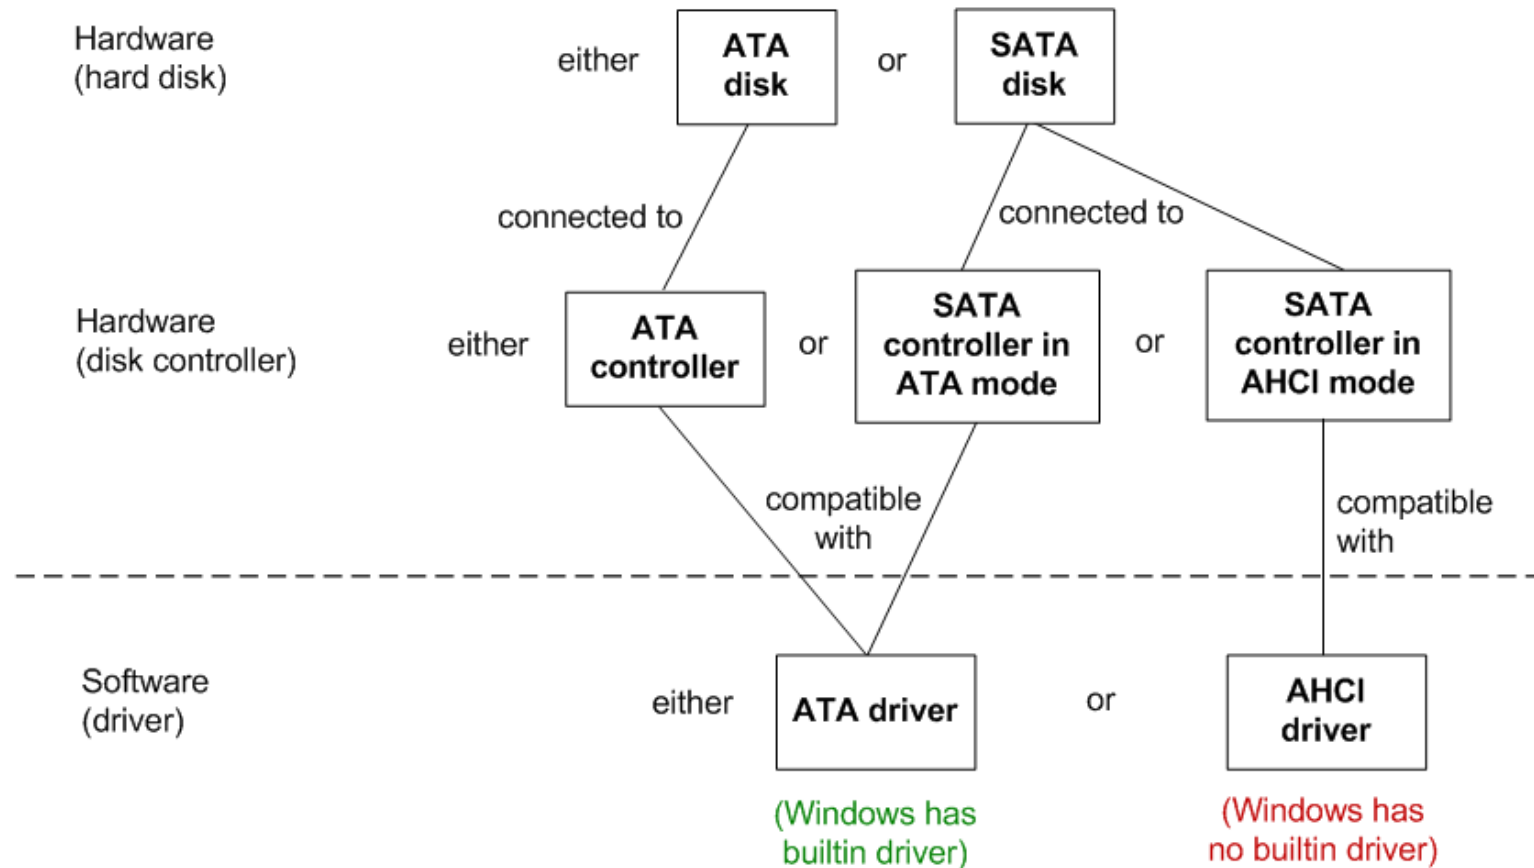 Hardware
(hard disk)
either
ATA
disk
or
SATA
disk
connected to
connected to
Hardware
(disk controller)
either
ATA
controller
or
SATA
controller in
ATA mode
or
SATA
controller in
AHCI mode
compatible
with
compatible
with
Software
(driver)
either
ATA driver
or
AHCI
driver
(Windows has
builtin driver)
(Windows has
no builtin driver)